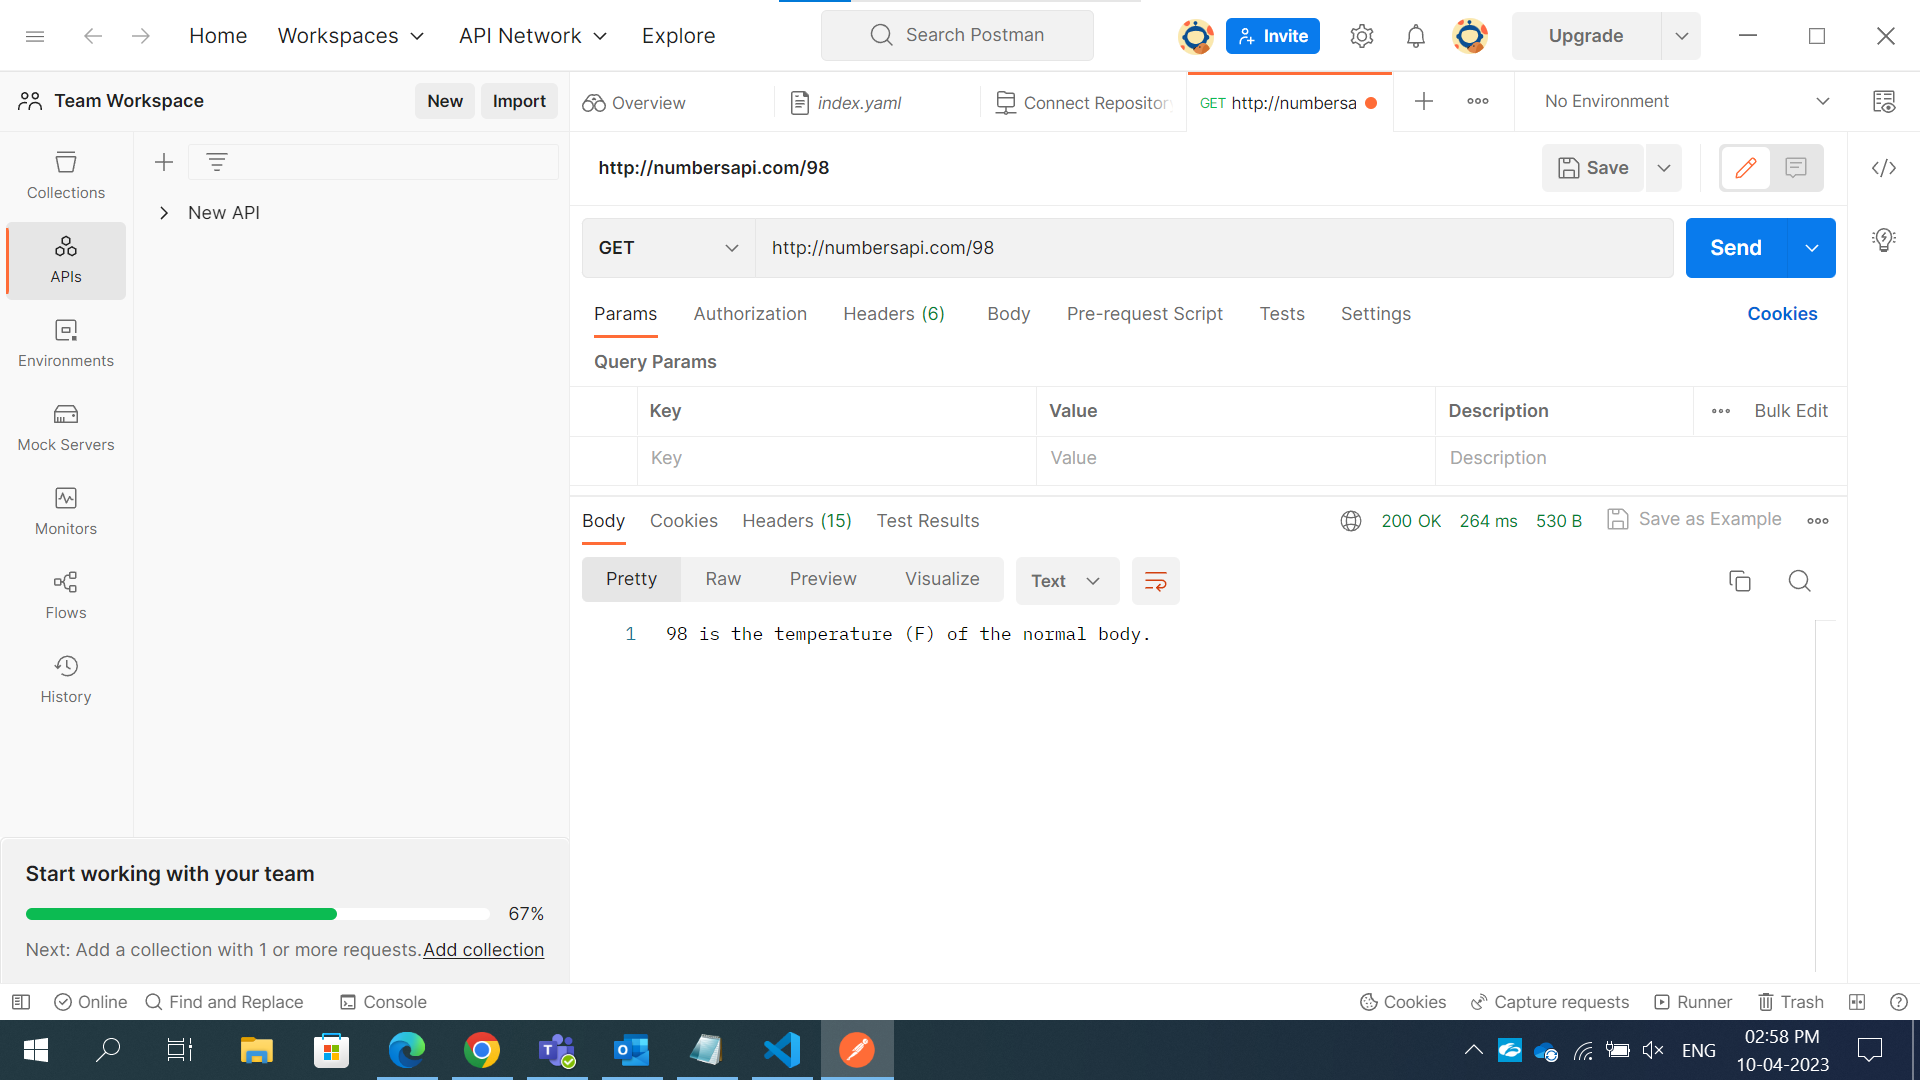 Home Workspaces API Network Explore Search Postman Invite Upgrade
Team Workspace New Import Overview index.yaml Connect Repositor GET http://numbersa No Environment
Collections
New API
APIs
Environments
Mock Servers
Monitors
Flows
History
http://numbersapi.com/98 Save
GET http://numbersapi.com/98 Send
Params Authorization Headers (6) Body Pre-request Script Tests Settings Cookies
Query Params
Key Value Description Bulk Edit
Key Value Description
Body Cookies Headers (15) Test Results 200 OK 264 ms 530 B Save as Example
Pretty Raw Preview Visualize Text
1 98 is the temperature (F) of the normal body.
Start working with your team
67%
Next: Add a collection with 1 or more requests. Add collection
Online Find and Replace Console Cookies Capture requests Runner Trash
ENG 02:58 PM
10-04-2023